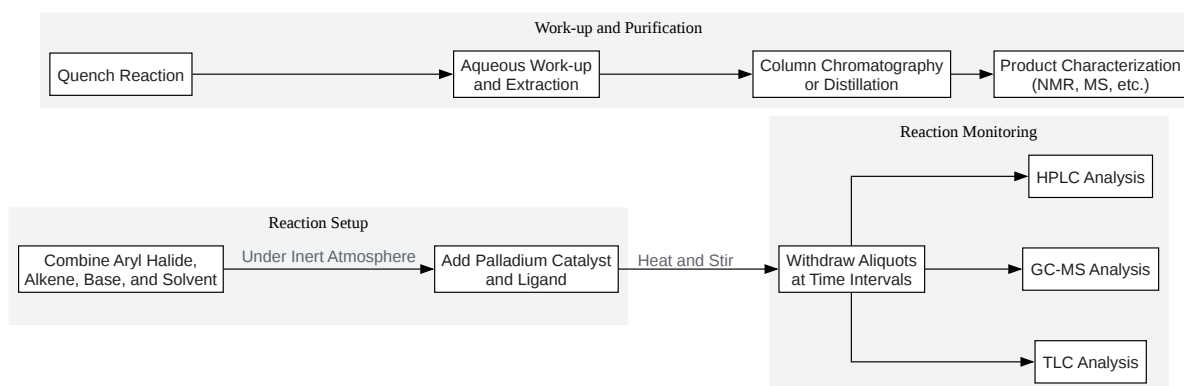 Work-up and Purification
Quench Reaction
Aqueous Work-up
and Extraction
Column Chromatography
or Distillation
Product Characterization
(NMR, MS, etc.)
Reaction Monitoring
HPLC Analysis
Reaction Setup
Combine Aryl Halide,
Alkene, Base, and Solvent
Under Inert Atmosphere
Add Palladium Catalyst
and Ligand
Heat and Stir
Withdraw Aliquots
at Time Intervals
GC-MS Analysis
TLC Analysis